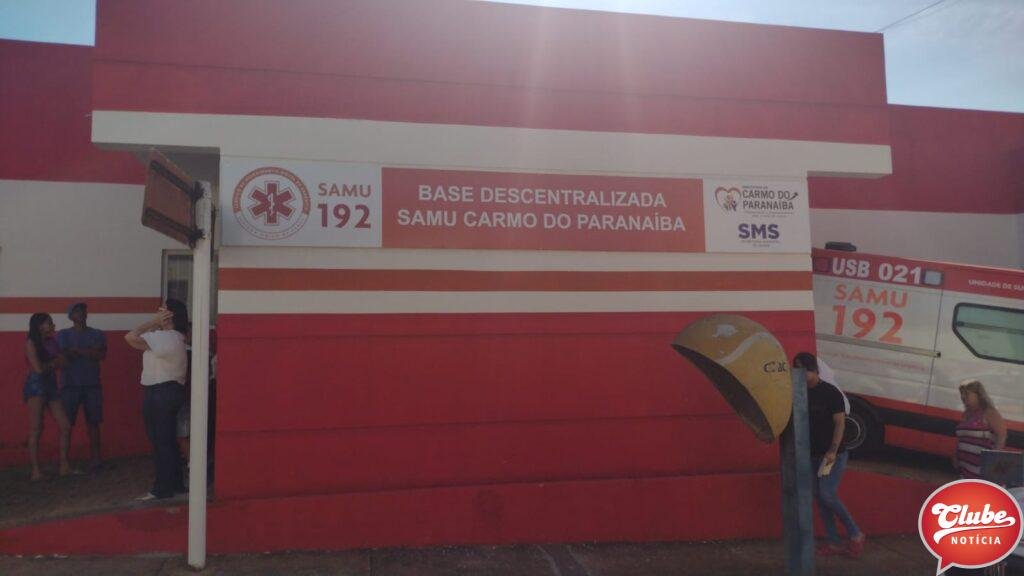 SAMU
192
BASE DESCENTRALIZADA
SAMU CARMO DO PARANAÍBA
CARMO DO
PARANAÍBA
SMS
USB 021
SAMU
192
Clube
NOTÍCIA